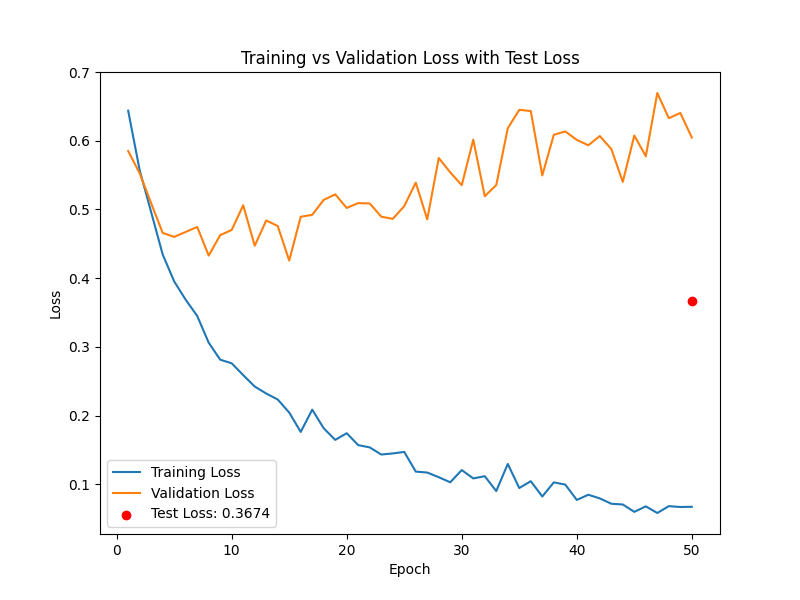 Training vs Validation Loss with Test Loss
Loss
0.7
0.6
0.5
0.4
0.3
0.2
0.1
Training Loss
Validation Loss
Test Loss: 0.3674
0 10 20 30 40 50
Epoch